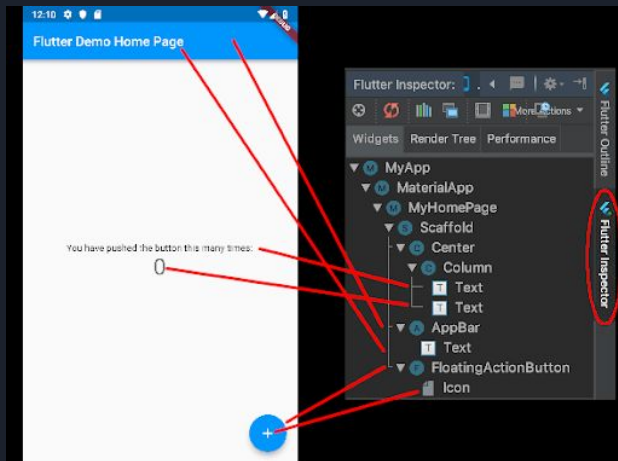 12:10
Flutter Demo Home Page
You have pushed the button this many times:
0
Flutter Inspector:
More Actions
Widgets Render Tree Performance
MyApp
M MaterialApp
M MyHomePage
S Scaffold
Center
Column
T Text
T Text
A AppBar
T Text
F FloatingActionButton
Icon
Flutter Outline
Flutter Inspector